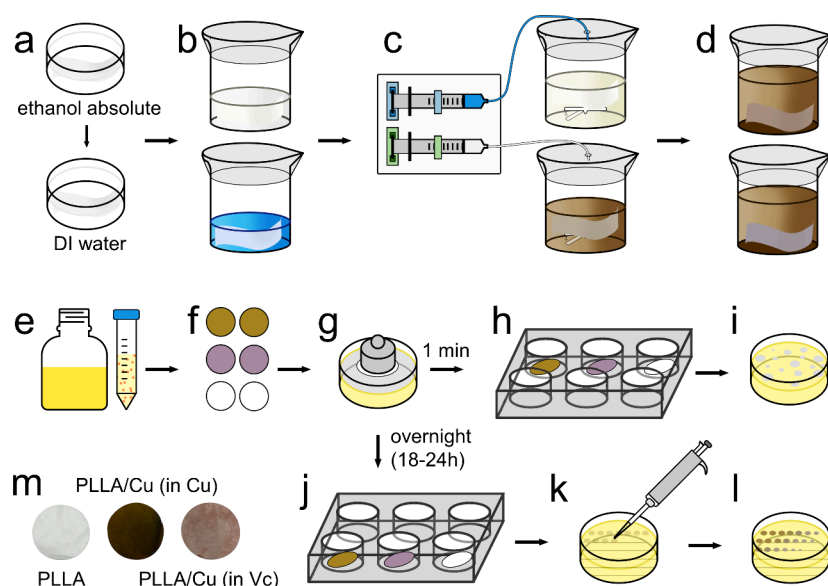 a
b
c
d
ethanol absolute
DI water
e
f
g
1 min
h
i
overnight
(18-24h)
m
PLLA/Cu (in Cu)
PLLA
PLLA/Cu (in Vc)
j
k
l